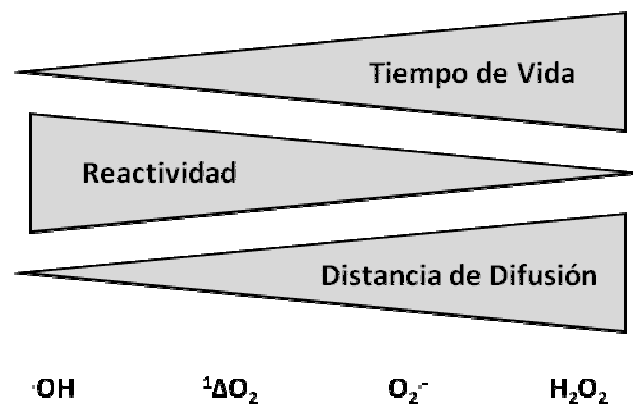 Tiempo de Vida
Reactividad
Distancia de Difusión
·OH ¹ΔO₂ O₂·⁻ H₂O₂